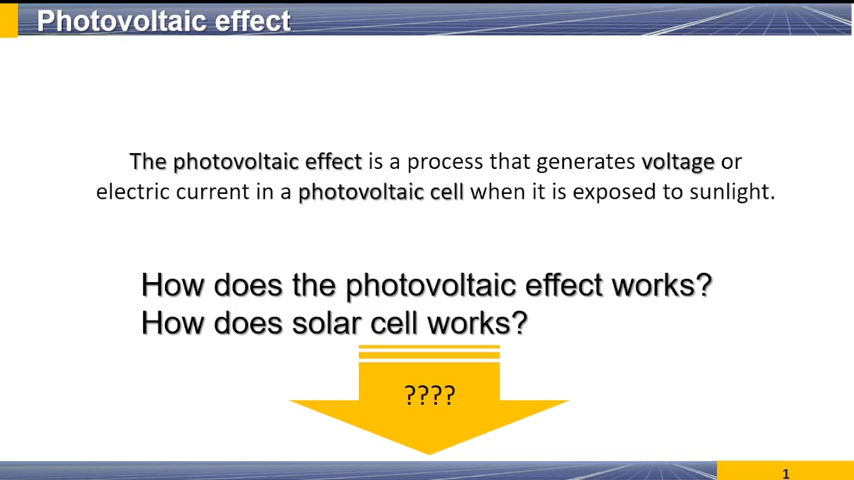 Photovoltaic effect
The photovoltaic effect is a process that generates voltage or
electric current in a photovoltaic cell when it is exposed to sunlight.
How does the photovoltaic effect works?
How does solar cell works?
????
1